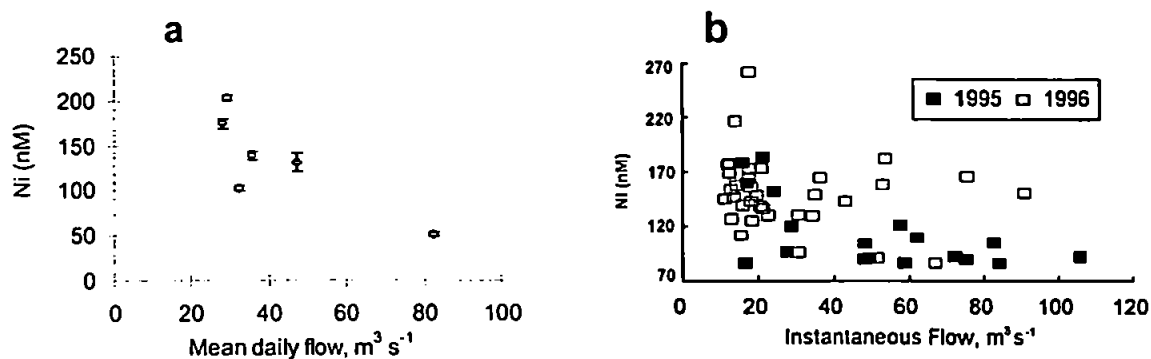 a
250
200
150
100
50
0
Ni (nM)
0 20 40 60 80 100
Mean daily flow, m³ s⁻¹
b
270
220
170
120
70
NI (nM)
1995 1996
0 20 40 60 80 100 120
Instantaneous Flow, m³ s⁻¹